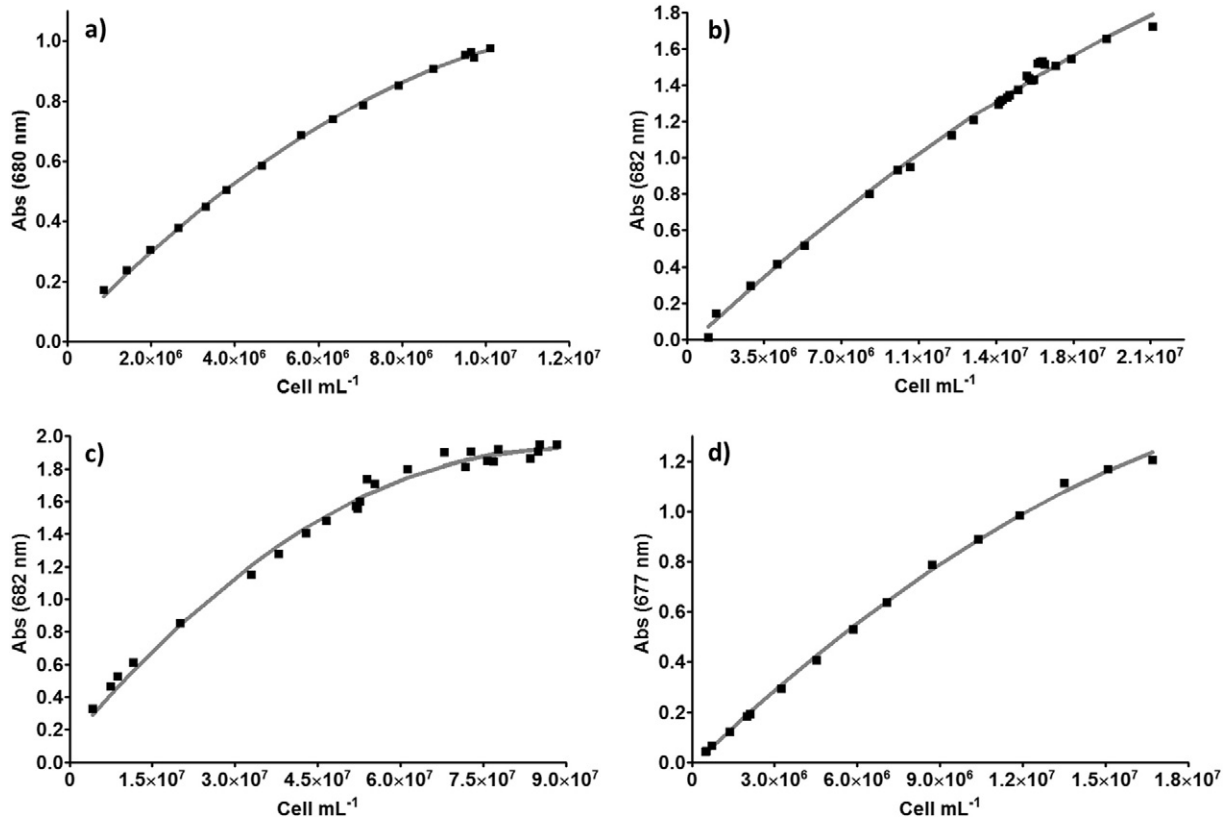 a)
Abs (680 nm)
1.0
0.8
0.6
0.4
0.2
0.0
0 2.0×10⁶ 4.0×10⁶ 6.0×10⁶ 8.0×10⁶ 1.0×10⁷ 1.2×10⁷
Cell mL⁻¹
b)
Abs (682 nm)
1.8
1.6
1.4
1.2
1.0
0.8
0.6
0.4
0.2
0.0
0 3.5×10⁶ 7.0×10⁶ 1.1×10⁷ 1.4×10⁷ 1.8×10⁷ 2.1×10⁷
Cell mL⁻¹
c)
Abs (682 nm)
2.0
1.8
1.6
1.4
1.2
1.0
0.8
0.6
0.4
0.2
0.0
0 1.5×10⁷ 3.0×10⁷ 4.5×10⁷ 6.0×10⁷ 7.5×10⁷ 9.0×10⁷
Cell mL⁻¹
d)
Abs (677 nm)
1.2
1.0
0.8
0.6
0.4
0.2
0.0
0 3.0×10⁶ 6.0×10⁶ 9.0×10⁶ 1.2×10⁷ 1.5×10⁷ 1.8×10⁷
Cell mL⁻¹